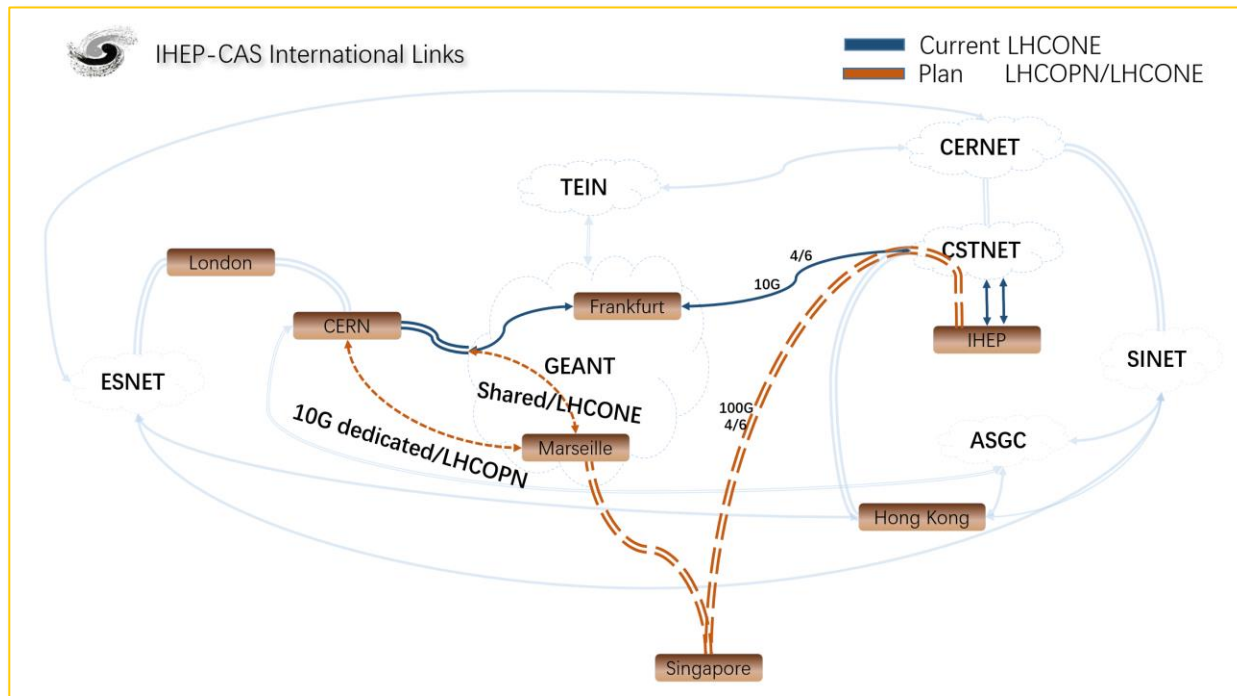 IHEP-CAS International Links
Current LHCONE
Plan LHCOPN/LHCONE
CERNET
TEIN
CSTNET
4/6
London
10G
Frankfurt
CERN
IHEP
GEANT
SINET
ESNET
Shared/LHCONE
100G
4/6
10G dedicated/LHCOPN
Marseille
ASGC
Hong Kong
Singapore